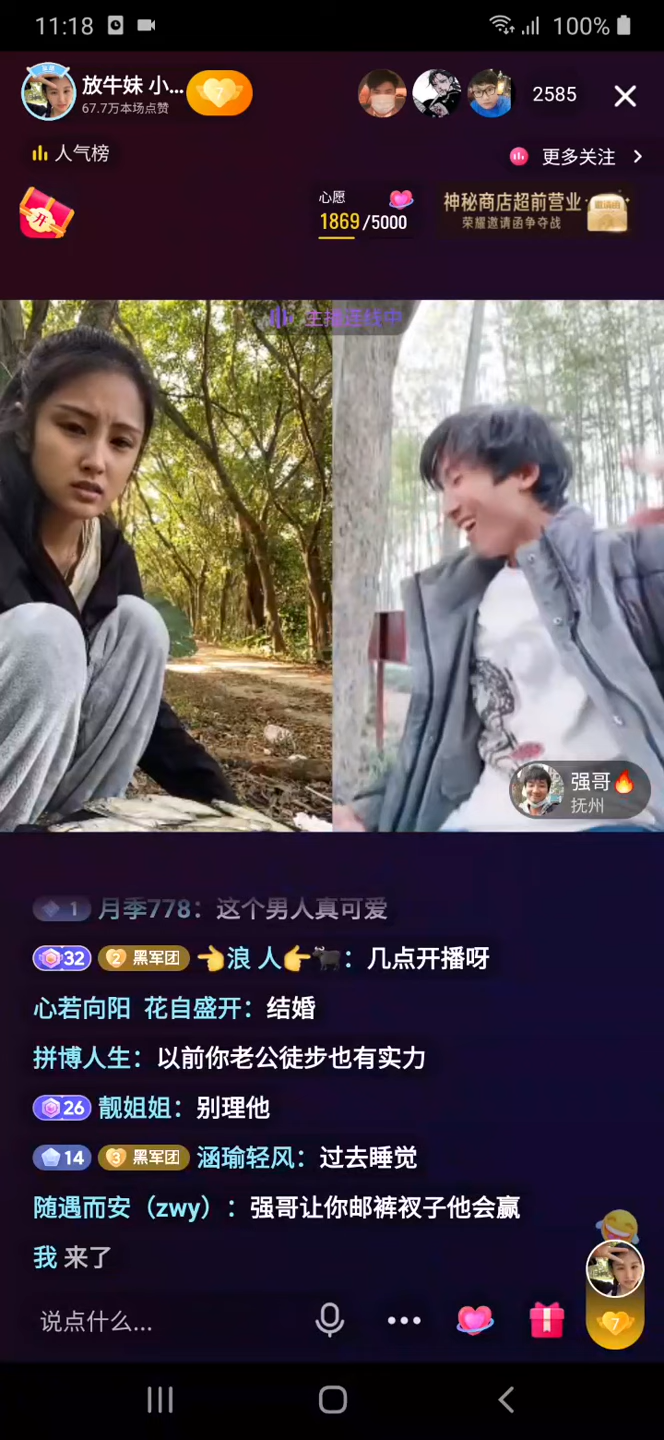 11:18
100%
放牛妹 小...
67.7万本场点赞
7
2585
人气榜
更多关注
开
心愿
1869/5000
神秘商店超前营业
荣耀邀请函争夺战
邀请函
主播连线中
强哥🔥
抚州
1 月季778：这个男人真可爱
32 2 黑军团 👈浪 人👉🐃：几点开播呀
心若向阳 花自盛开：结婚
拼博人生：以前你老公徒步也有实力
26 靓姐姐：别理他
14 3 黑军团 涵瑜轻风：过去睡觉
随遇而安（zwy）：强哥让你邮裤衩子他会赢
我 来了
说点什么...
7